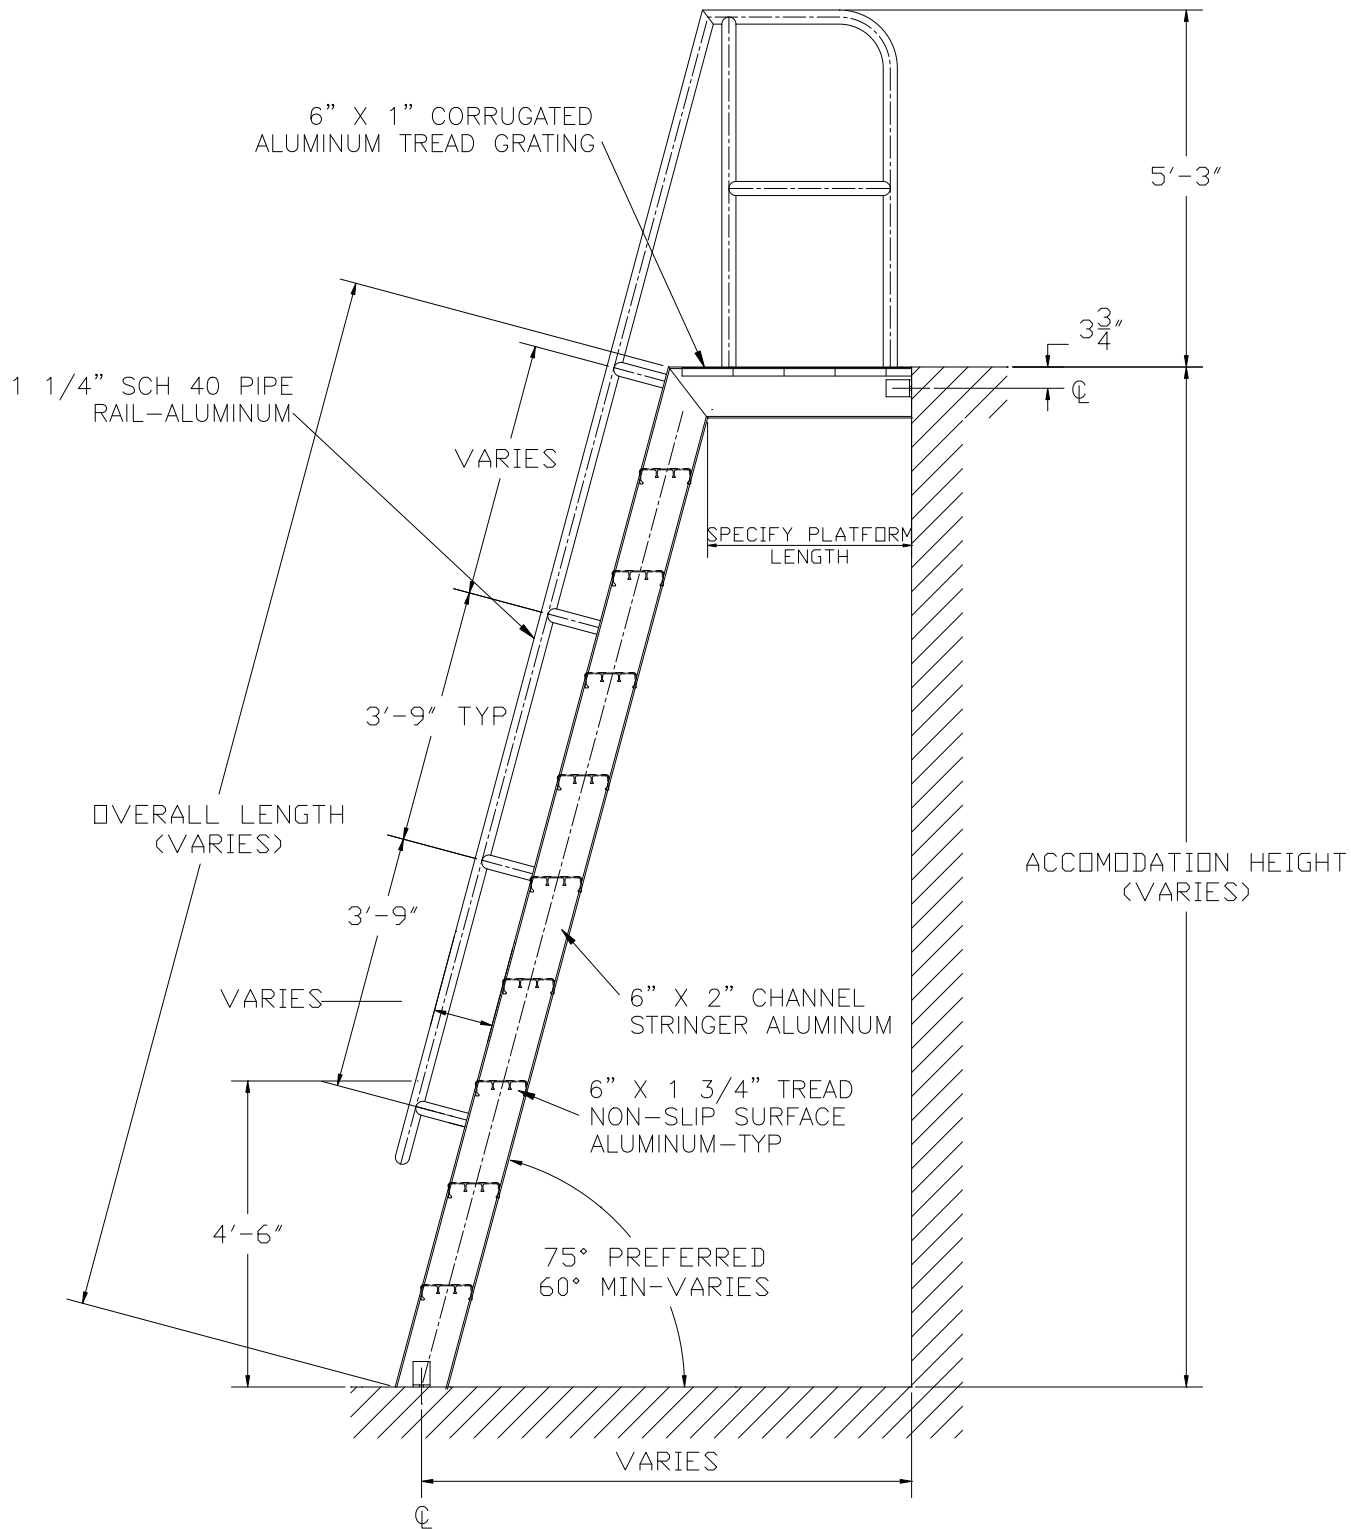 6” X 1” CORRUGATED
ALUMINUM TREAD GRATING
5'-3"
3 3/4"
℄
1 1/4” SCH 40 PIPE
RAIL-ALUMINUM
VARIES
SPECIFY PLATFORM
LENGTH
3'-9" TYP
OVERALL LENGTH
(VARIES)
ACCOMODATION HEIGHT
(VARIES)
3'-9"
VARIES
6” X 2” CHANNEL
STRINGER ALUMINUM
6” X 1 3/4” TREAD
NON-SLIP SURFACE
ALUMINUM-TYP
4'-6"
75° PREFERRED
60° MIN-VARIES
VARIES
℄